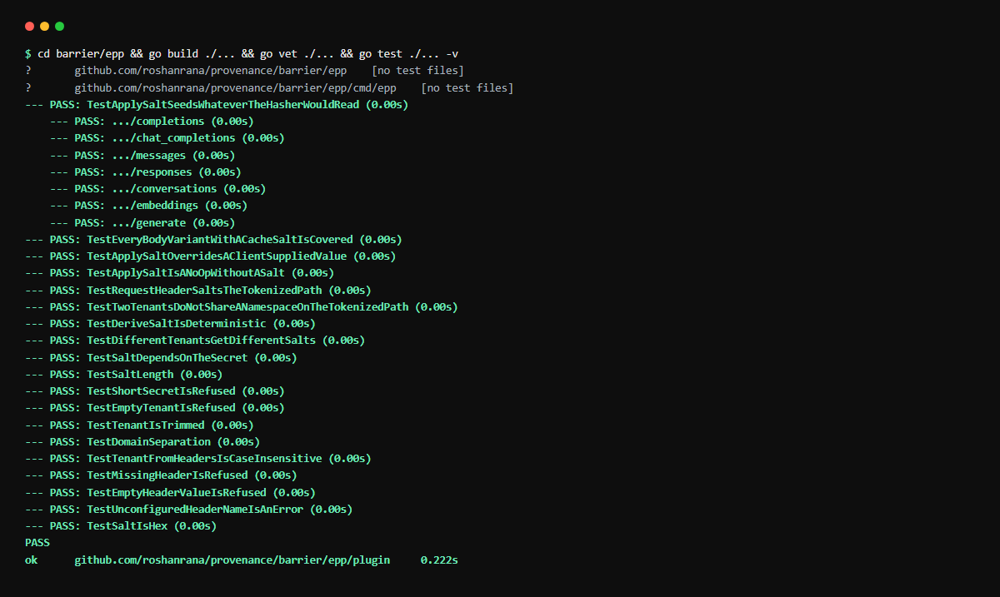 $ cd barrier/epp && go build ./... && go vet ./... && go test ./... -v
? github.com/roshanrana/provenance/barrier/epp [no test files]
? github.com/roshanrana/provenance/barrier/epp/cmd/epp [no test files]
--- PASS: TestApplySaltSeedsWhateverTheHasherWouldRead (0.00s)
--- PASS: .../completions (0.00s)
--- PASS: .../chat_completions (0.00s)
--- PASS: .../messages (0.00s)
--- PASS: .../responses (0.00s)
--- PASS: .../conversations (0.00s)
--- PASS: .../embeddings (0.00s)
--- PASS: .../generate (0.00s)
--- PASS: TestEveryBodyVariantWithACacheSaltIsCovered (0.00s)
--- PASS: TestApplySaltOverridesAClientSuppliedValue (0.00s)
--- PASS: TestApplySaltIsANoOpWithoutASalt (0.00s)
--- PASS: TestRequestHeaderSaltsTheTokenizedPath (0.00s)
--- PASS: TestTwoTenantsDoNotShareANamespaceOnTheTokenizedPath (0.00s)
--- PASS: TestDeriveSaltIsDeterministic (0.00s)
--- PASS: TestDifferentTenantsGetDifferentSalts (0.00s)
--- PASS: TestSaltDependsOnTheSecret (0.00s)
--- PASS: TestSaltLength (0.00s)
--- PASS: TestShortSecretIsRefused (0.00s)
--- PASS: TestEmptyTenantIsRefused (0.00s)
--- PASS: TestTenantIsTrimmed (0.00s)
--- PASS: TestDomainSeparation (0.00s)
--- PASS: TestTenantFromHeadersIsCaseInsensitive (0.00s)
--- PASS: TestMissingHeaderIsRefused (0.00s)
--- PASS: TestEmptyHeaderValueIsRefused (0.00s)
--- PASS: TestUnconfiguredHeaderNameIsAnError (0.00s)
--- PASS: TestSaltIsHex (0.00s)
PASS
ok github.com/roshanrana/provenance/barrier/epp/plugin 0.222s